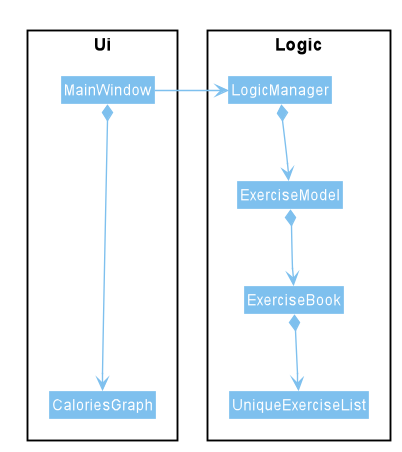 Ui
Logic
MainWindow
LogicManager
ExerciseModel
ExerciseBook
CaloriesGraph
UniqueExerciseList